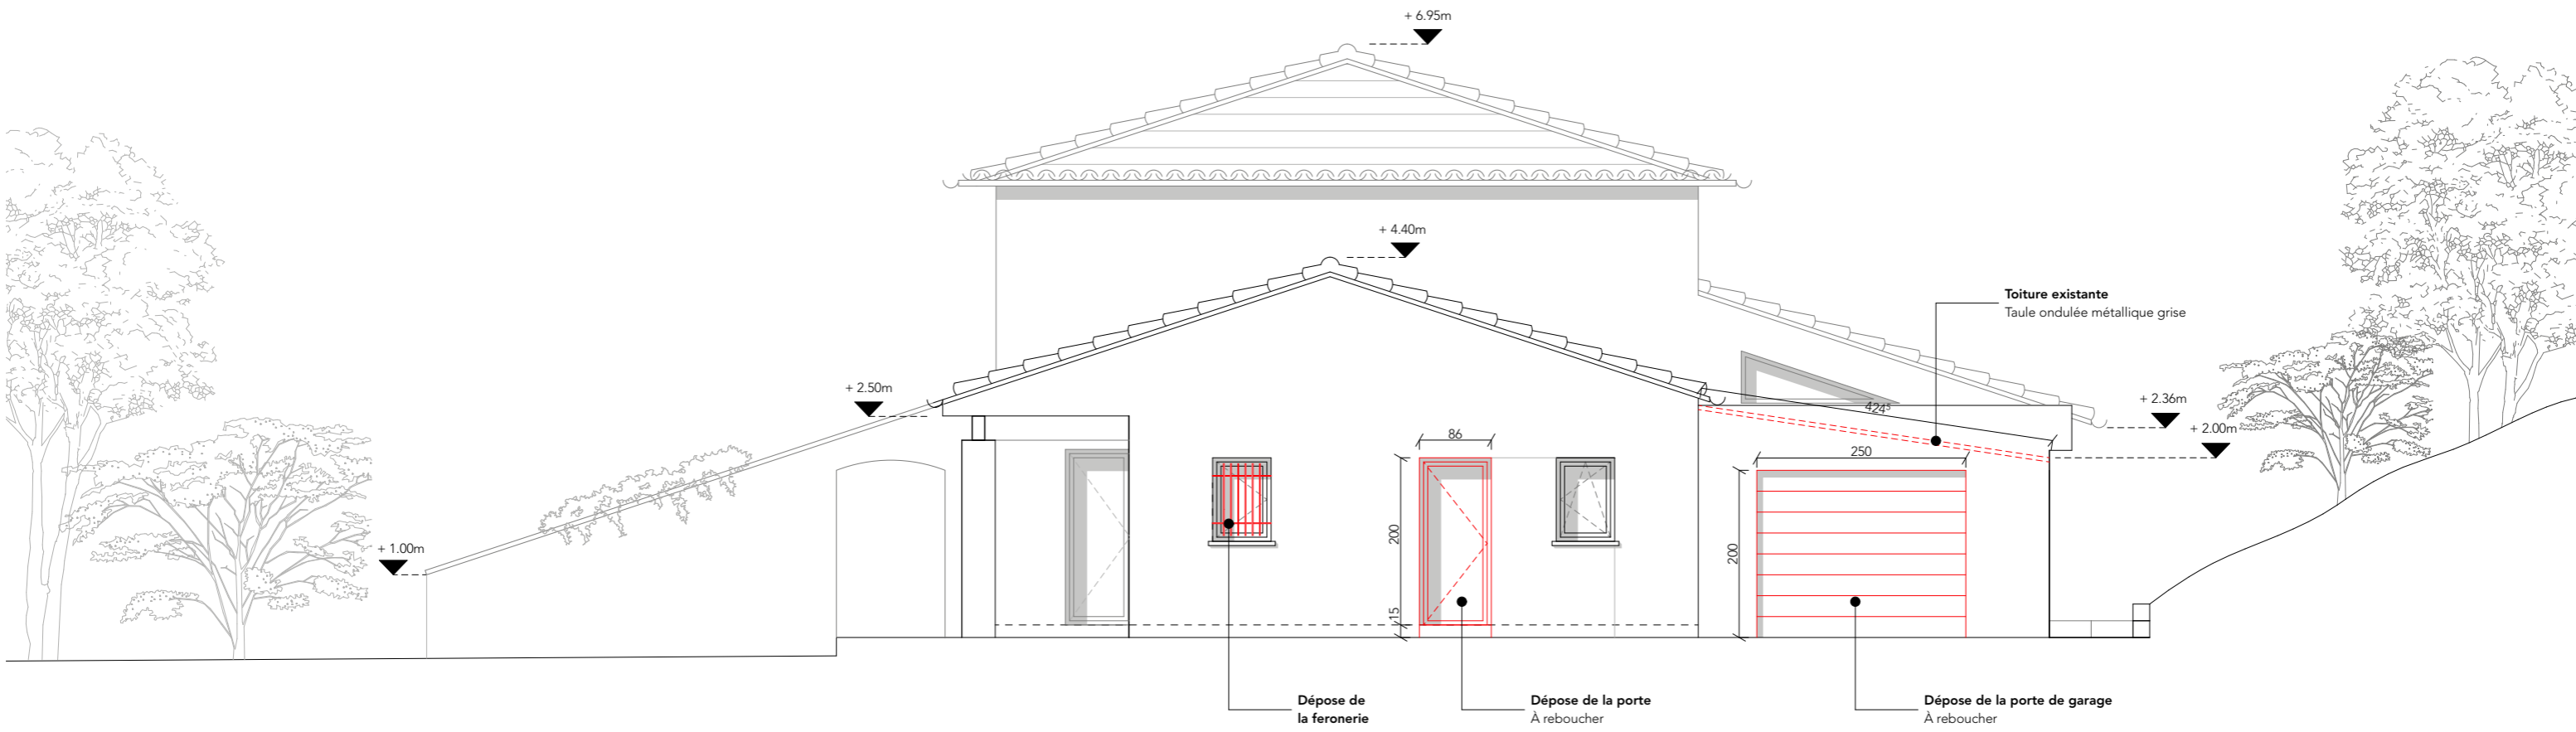 + 6.95m
+ 4.40m
Toiture existante
Taule ondulée métallique grise
+ 2.50m
+ 2.36m
+ 2.00m
424⁵
86
250
200
200
15
+ 1.00m
Dépose de
la feronerie
Dépose de la porte
À reboucher
Dépose de la porte de garage
À reboucher